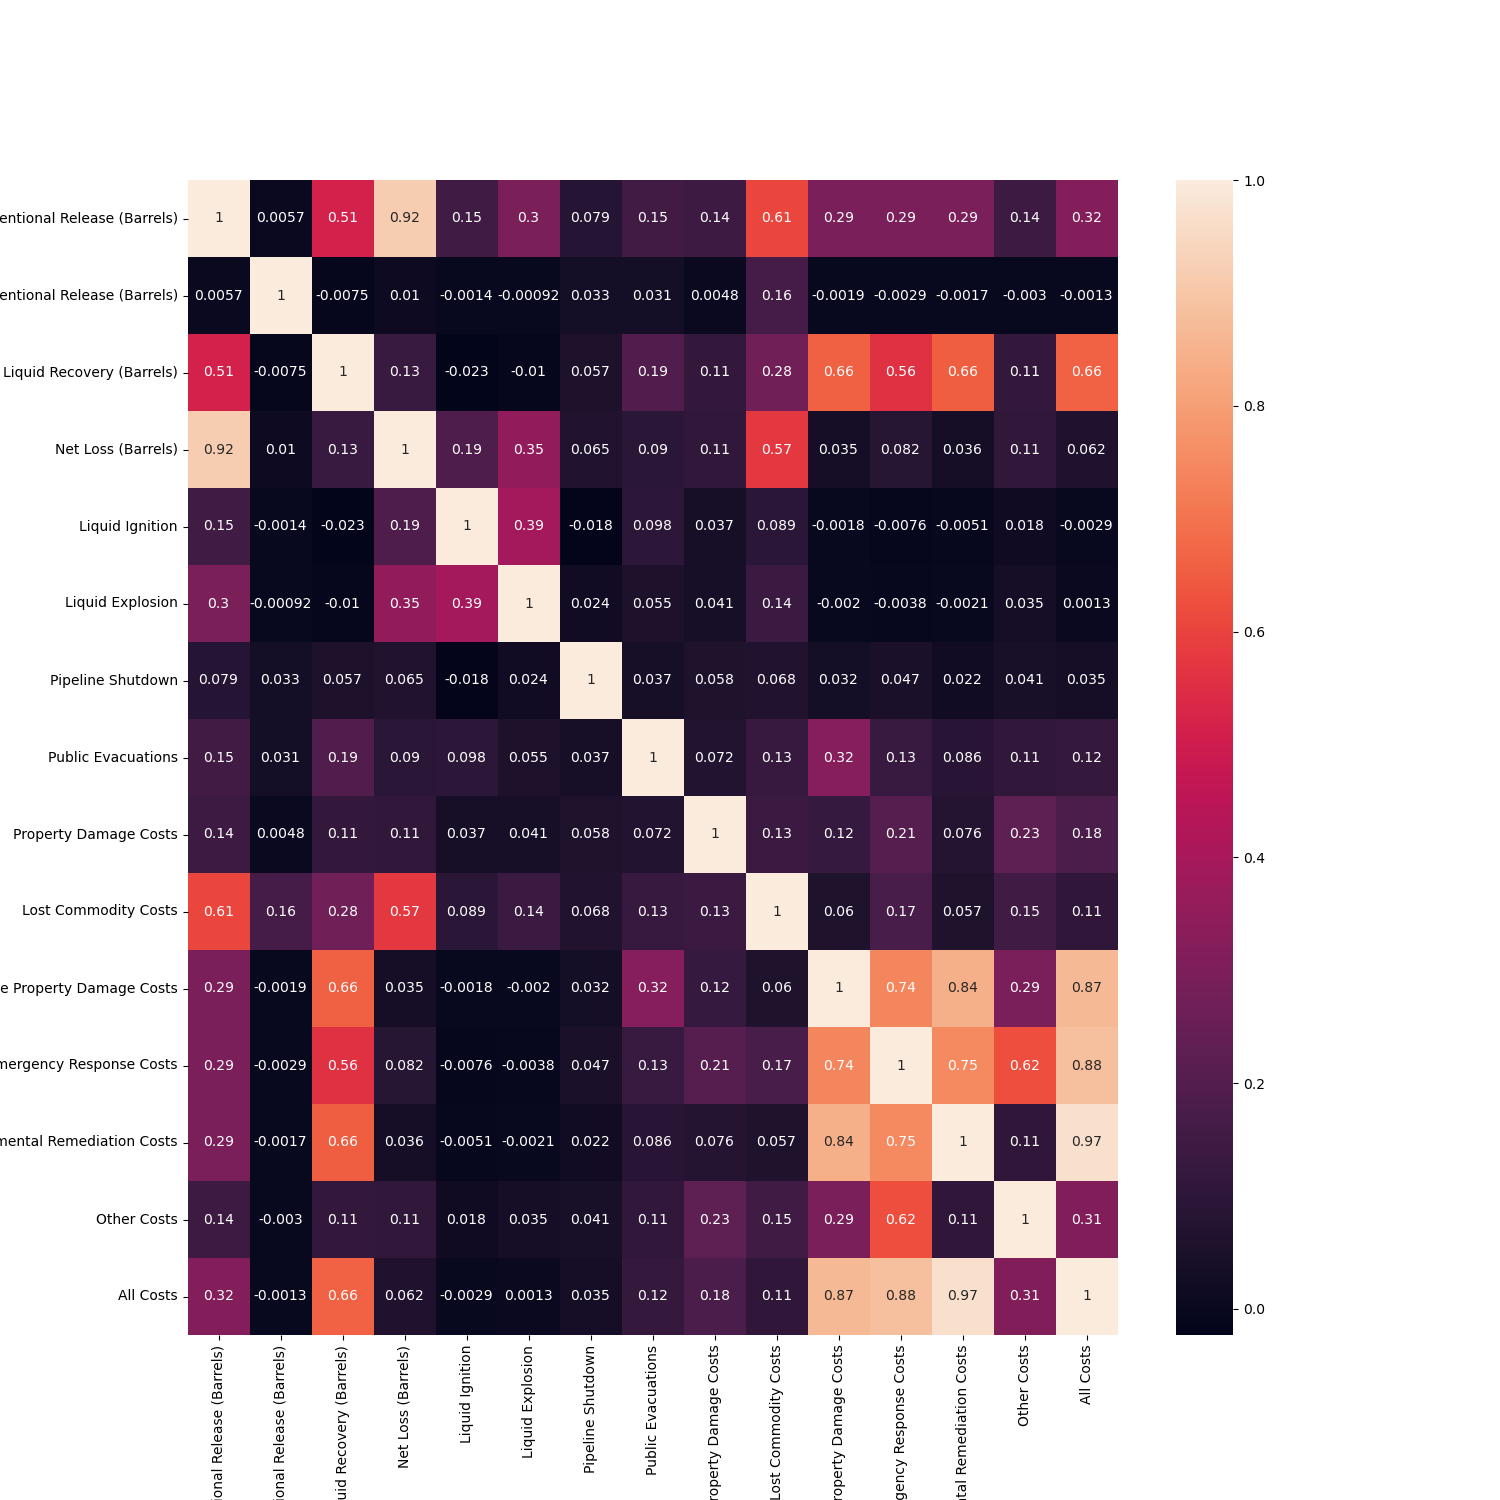 entional Release (Barrels) 1 0.0057 0.51 0.92 0.15 0.3 0.079 0.15 0.14 0.61 0.29 0.29 0.29 0.14 0.32
entional Release (Barrels) 0.0057 1 -0.0075 0.01 -0.0014 -0.00092 0.033 0.031 0.0048 0.16 -0.0019 -0.0029 -0.0017 -0.003 -0.0013
Liquid Recovery (Barrels) 0.51 -0.0075 1 0.13 -0.023 -0.01 0.057 0.19 0.11 0.28 0.66 0.56 0.66 0.11 0.66
Net Loss (Barrels) 0.92 0.01 0.13 1 0.19 0.35 0.065 0.09 0.11 0.57 0.035 0.082 0.036 0.11 0.062
Liquid Ignition 0.15 -0.0014 -0.023 0.19 1 0.39 -0.018 0.098 0.037 0.089 -0.0018 -0.0076 -0.0051 0.018 -0.0029
Liquid Explosion 0.3 -0.00092 -0.01 0.35 0.39 1 0.024 0.055 0.041 0.14 -0.002 -0.0038 -0.0021 0.035 0.0013
Pipeline Shutdown 0.079 0.033 0.057 0.065 -0.018 0.024 1 0.037 0.058 0.068 0.032 0.047 0.022 0.041 0.035
Public Evacuations 0.15 0.031 0.19 0.09 0.098 0.055 0.037 1 0.072 0.13 0.32 0.13 0.086 0.11 0.12
Property Damage Costs 0.14 0.0048 0.11 0.11 0.037 0.041 0.058 0.072 1 0.13 0.12 0.21 0.076 0.23 0.18
Lost Commodity Costs 0.61 0.16 0.28 0.57 0.089 0.14 0.068 0.13 0.13 1 0.06 0.17 0.057 0.15 0.11
e Property Damage Costs 0.29 -0.0019 0.66 0.035 -0.0018 -0.002 0.032 0.32 0.12 0.06 1 0.74 0.84 0.29 0.87
mergency Response Costs 0.29 -0.0029 0.56 0.082 -0.0076 -0.0038 0.047 0.13 0.21 0.17 0.74 1 0.75 0.62 0.88
mental Remediation Costs 0.29 -0.0017 0.66 0.036 -0.0051 -0.0021 0.022 0.086 0.076 0.057 0.84 0.75 1 0.11 0.97
Other Costs 0.14 -0.003 0.11 0.11 0.018 0.035 0.041 0.11 0.23 0.15 0.29 0.62 0.11 1 0.31
All Costs 0.32 -0.0013 0.66 0.062 -0.0029 0.0013 0.035 0.12 0.18 0.11 0.87 0.88 0.97 0.31 1
ional Release (Barrels)
ional Release (Barrels)
uid Recovery (Barrels)
Net Loss (Barrels)
Liquid Ignition
Liquid Explosion
Pipeline Shutdown
Public Evacuations
roperty Damage Costs
Lost Commodity Costs
roperty Damage Costs
gency Response Costs
ntal Remediation Costs
Other Costs
All Costs
1.0
0.8
0.6
0.4
0.2
0.0